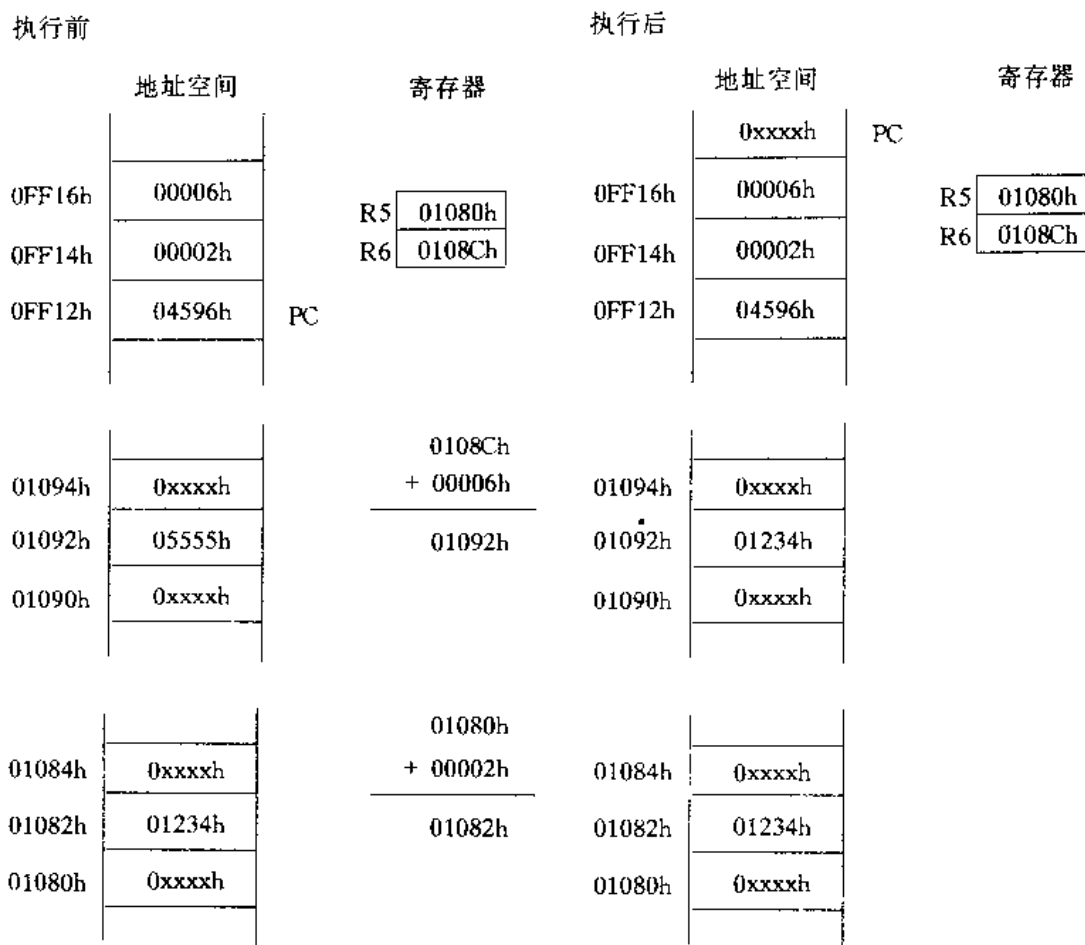 执行前
执行后
地址空间 寄存器
地址空间 寄存器
0xxxxh PC
0FF16h 00006h
R5 01080h
0FF14h 00002h
R6 0108Ch
0FF12h 04596h PC
0FF16h 00006h
R5 01080h
0FF14h 00002h
R6 0108Ch
0FF12h 04596h
01094h 0xxxxh
01092h 05555h
01090h 0xxxxh
0108Ch
+ 00006h
01092h
01094h 0xxxxh
01092h 01234h
01090h 0xxxxh
01084h 0xxxxh
01082h 01234h
01080h 0xxxxh
01080h
+ 00002h
01082h
01084h 0xxxxh
01082h 01234h
01080h 0xxxxh